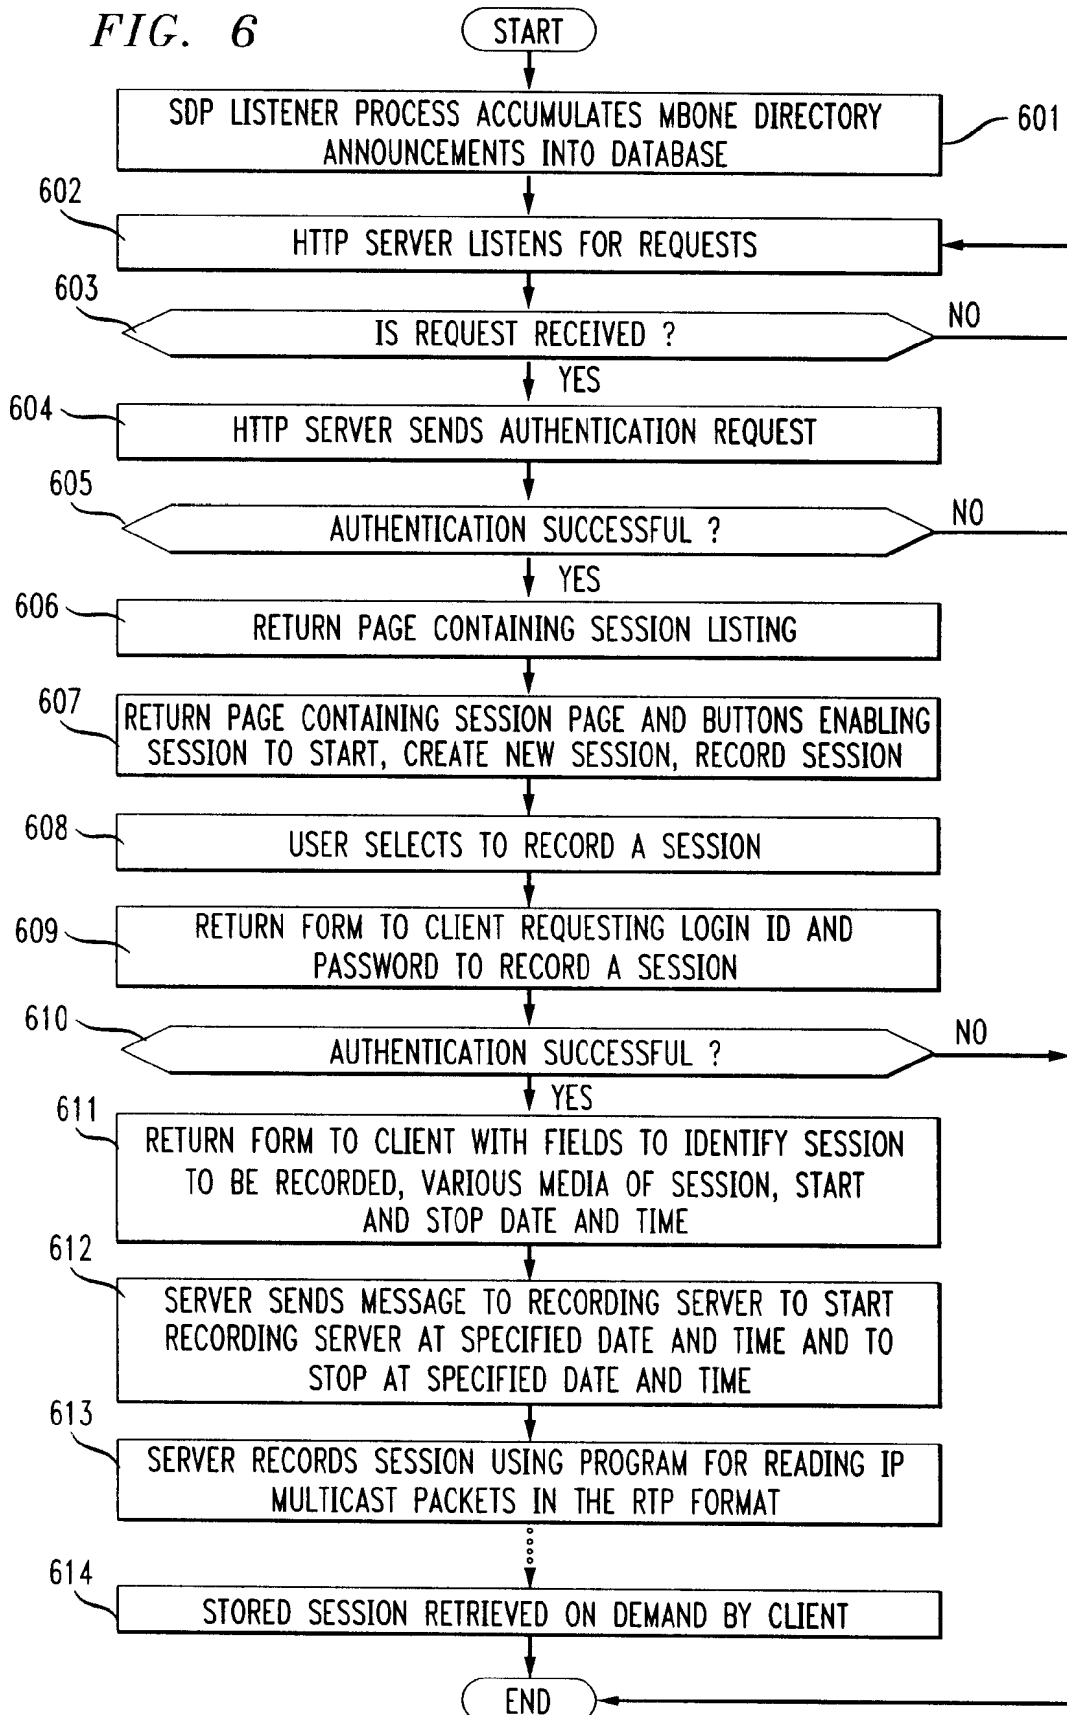 FIG. 6
START
SDP LISTENER PROCESS ACCUMULATES MBONE DIRECTORY
ANNOUNCEMENTS INTO DATABASE
601
602
HTTP SERVER LISTENS FOR REQUESTS
603
IS REQUEST RECEIVED ?
NO
YES
604
HTTP SERVER SENDS AUTHENTICATION REQUEST
605
AUTHENTICATION SUCCESSFUL ?
NO
YES
606
RETURN PAGE CONTAINING SESSION LISTING
607
RETURN PAGE CONTAINING SESSION PAGE AND BUTTONS ENABLING
SESSION TO START, CREATE NEW SESSION, RECORD SESSION
608
USER SELECTS TO RECORD A SESSION
609
RETURN FORM TO CLIENT REQUESTING LOGIN ID AND
PASSWORD TO RECORD A SESSION
610
AUTHENTICATION SUCCESSFUL ?
NO
YES
611
RETURN FORM TO CLIENT WITH FIELDS TO IDENTIFY SESSION
TO BE RECORDED, VARIOUS MEDIA OF SESSION, START
AND STOP DATE AND TIME
612
SERVER SENDS MESSAGE TO RECORDING SERVER TO START
RECORDING SERVER AT SPECIFIED DATE AND TIME AND TO
STOP AT SPECIFIED DATE AND TIME
613
SERVER RECORDS SESSION USING PROGRAM FOR READING IP
MULTICAST PACKETS IN THE RTP FORMAT
614
STORED SESSION RETRIEVED ON DEMAND BY CLIENT
END